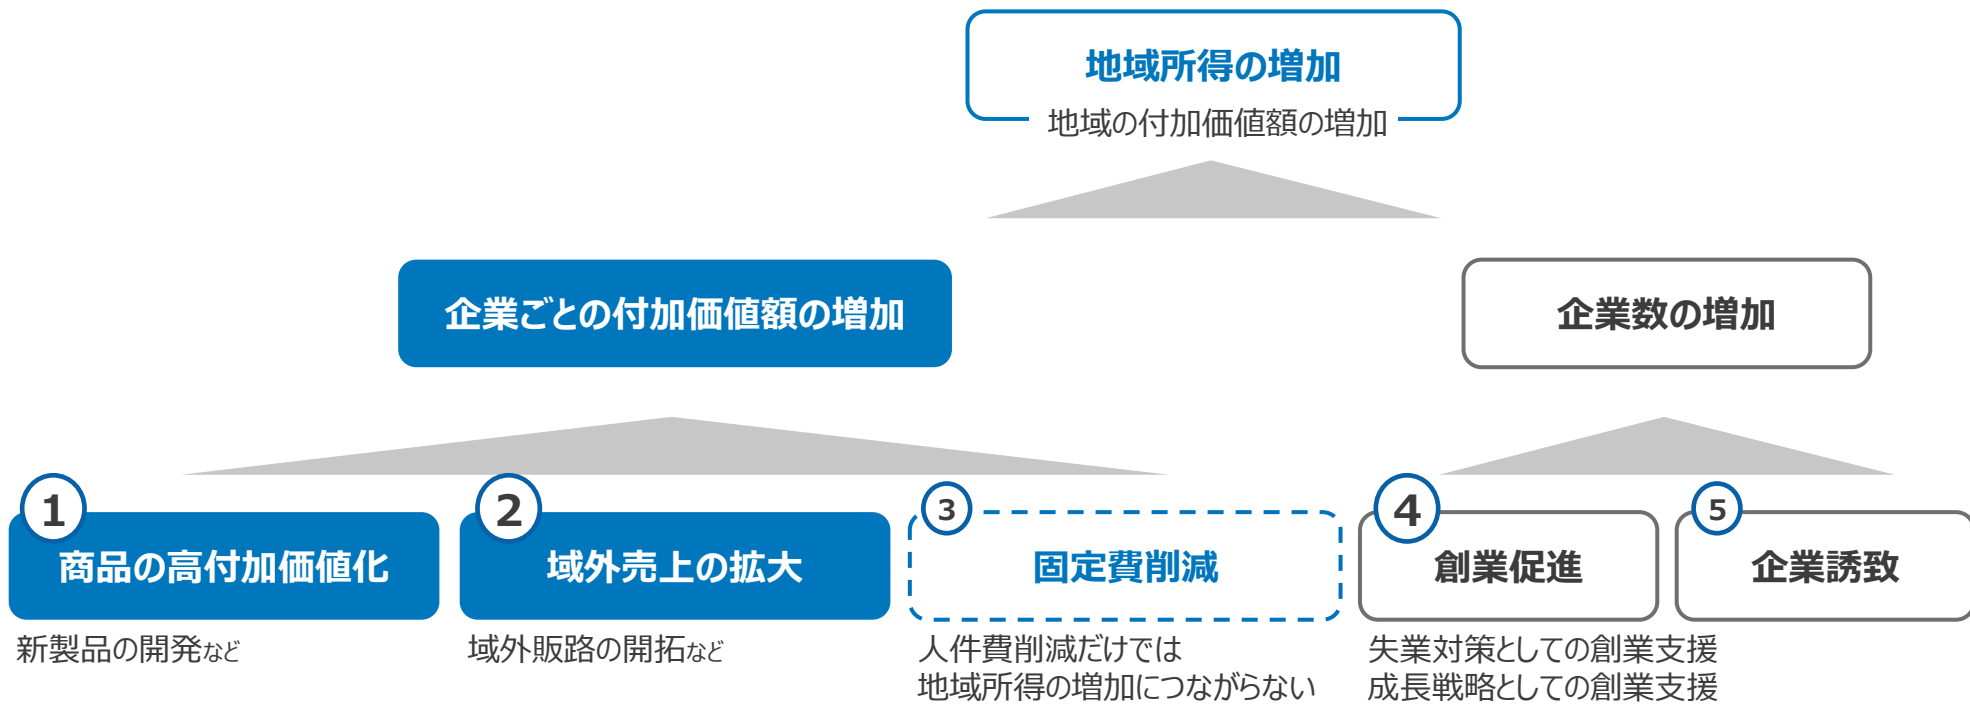 地域所得の増加
地域の付加価値額の増加
企業ごとの付加価値額の増加
企業数の増加
1
商品の高付加価値化
新製品の開発など
2
域外売上の拡大
域外販路の開拓など
3
固定費削減
人件費削減だけでは
地域所得の増加につながらない
4
創業促進
失業対策としての創業支援
成長戦略としての創業支援
5
企業誘致